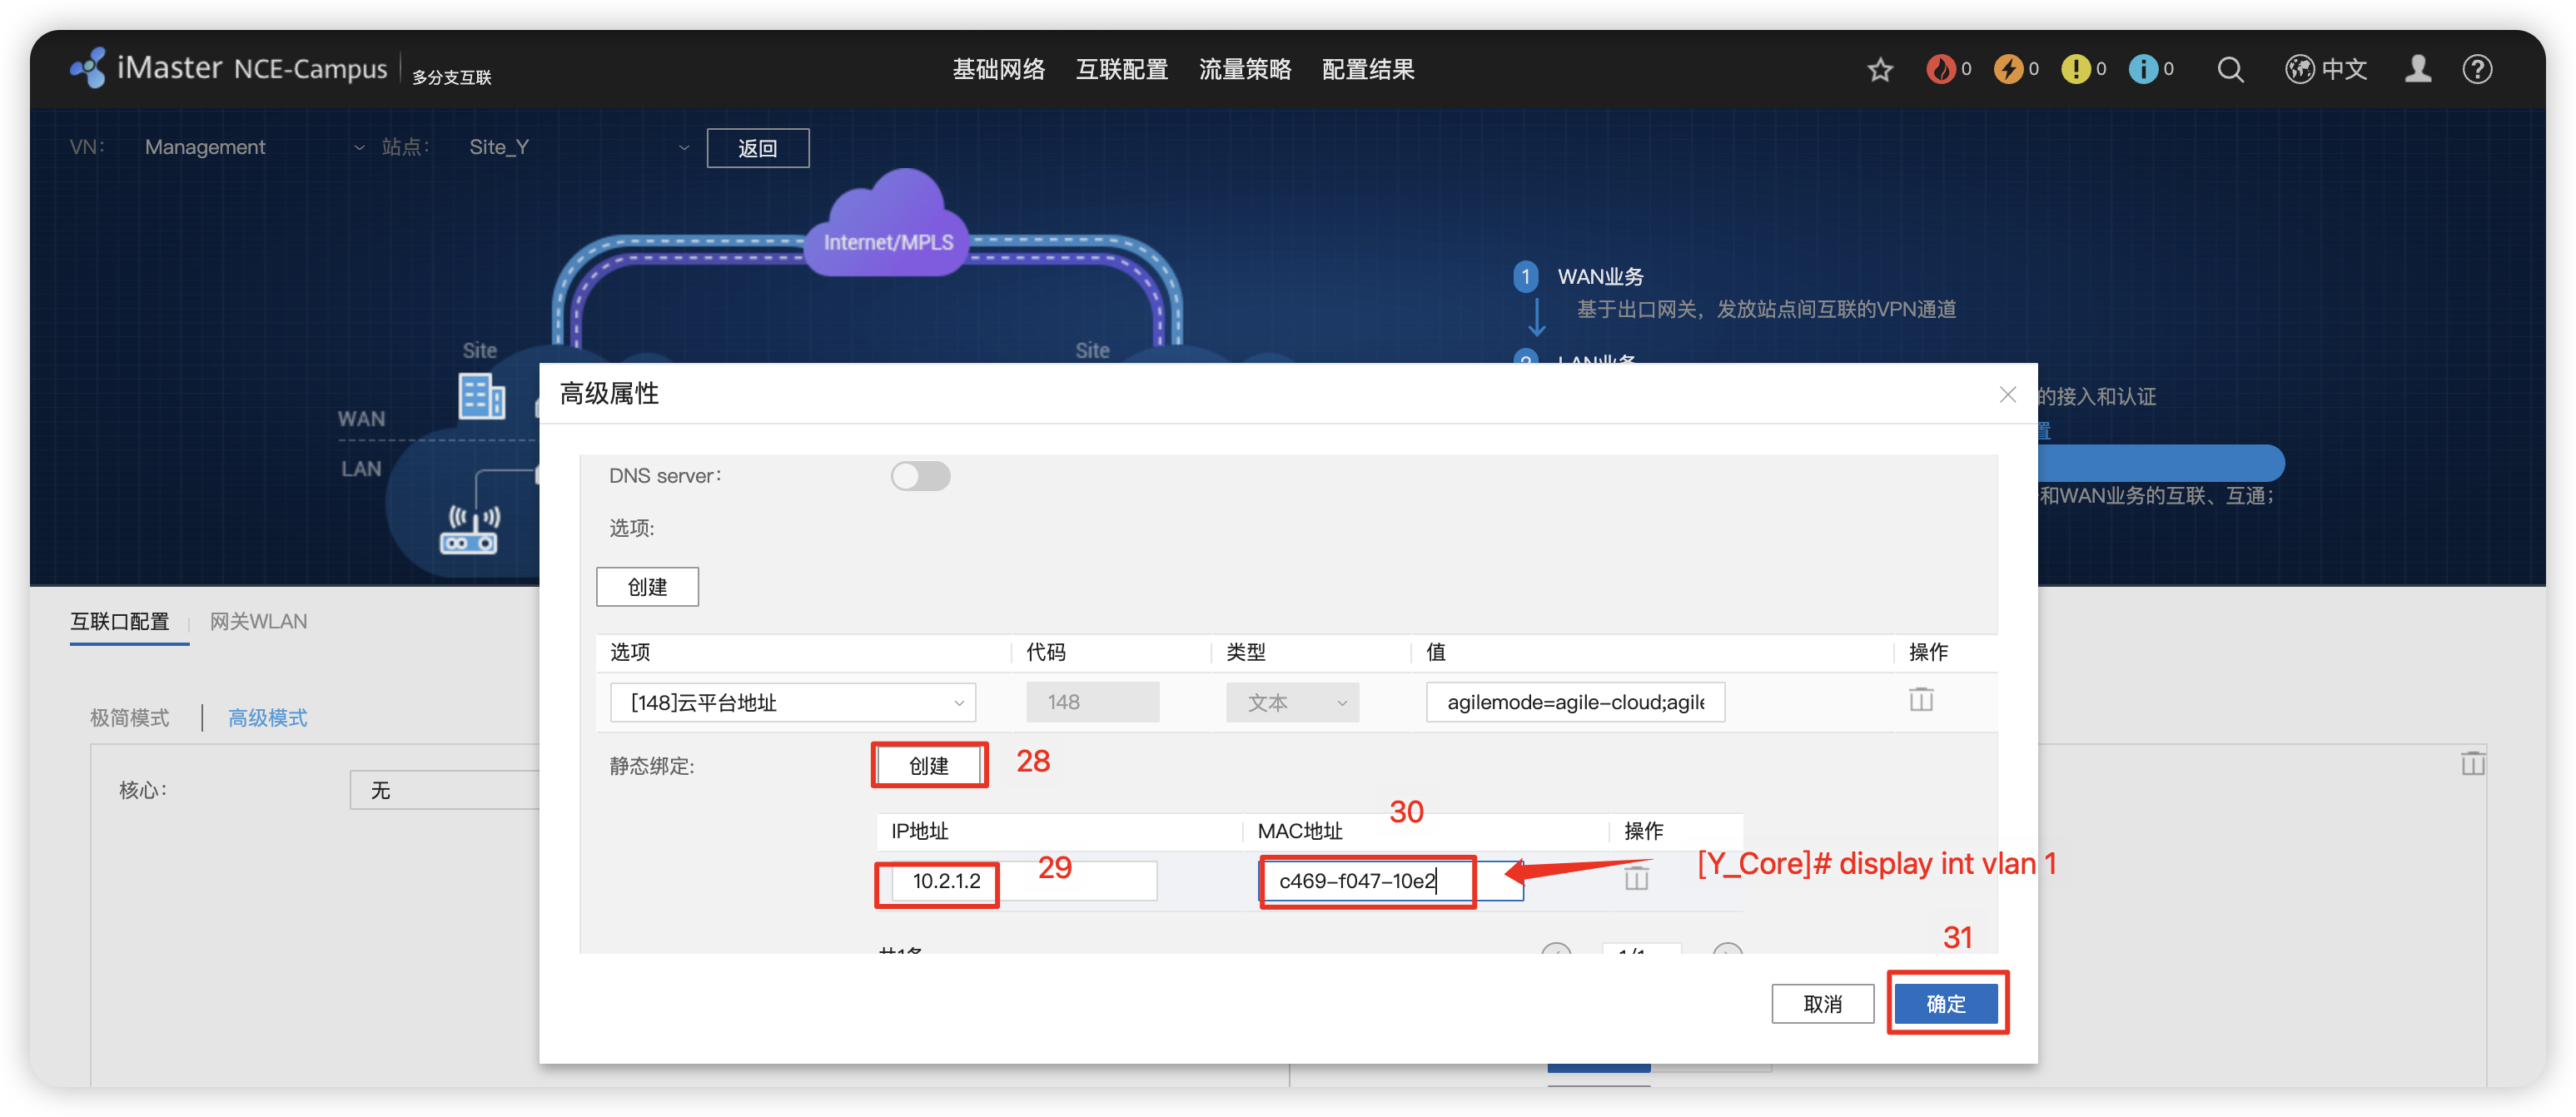 iMaster NCE-Campus 多分支互联
基础网络 互联配置 流量策略 配置结果
0 0 0 0 中文
VN: Management 站点: Site_Y 返回
Internet/MPLS
1 WAN业务
基于出口网关，发放站点间互联的VPN通道
Site Site
2 LAN业务
高级属性
的接入和认证
WAN
置
LAN
DNS server:
和WAN业务的互联、互通；
选项:
创建
互联口配置 网关WLAN
选项 代码 类型 值 操作
[148]云平台地址 148 文本 agilemode=agile-cloud;agile
极简模式 高级模式
静态绑定: 创建 28
核心: 无
30
IP地址 MAC地址 操作
10.2.1.2 29 c469-f047-10e2 [Y_Core]# display int vlan 1
31
共1条 1/1
取消 确定